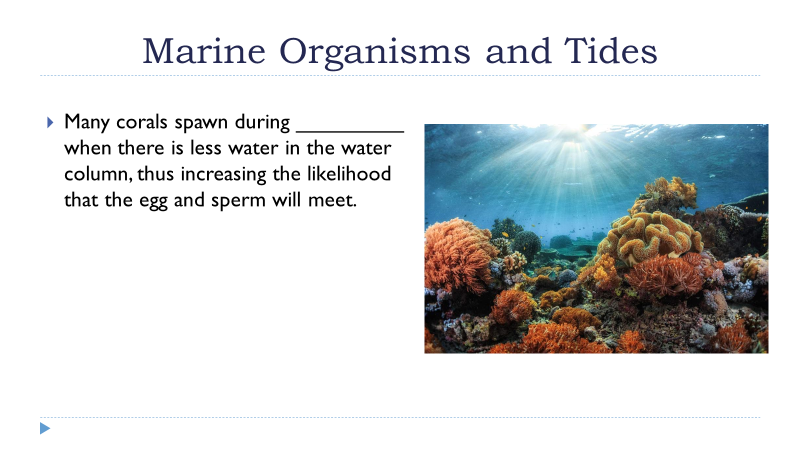 Marine Organisms and Tides
Many corals spawn during __________
when there is less water in the water
column, thus increasing the likelihood
that the egg and sperm will meet.